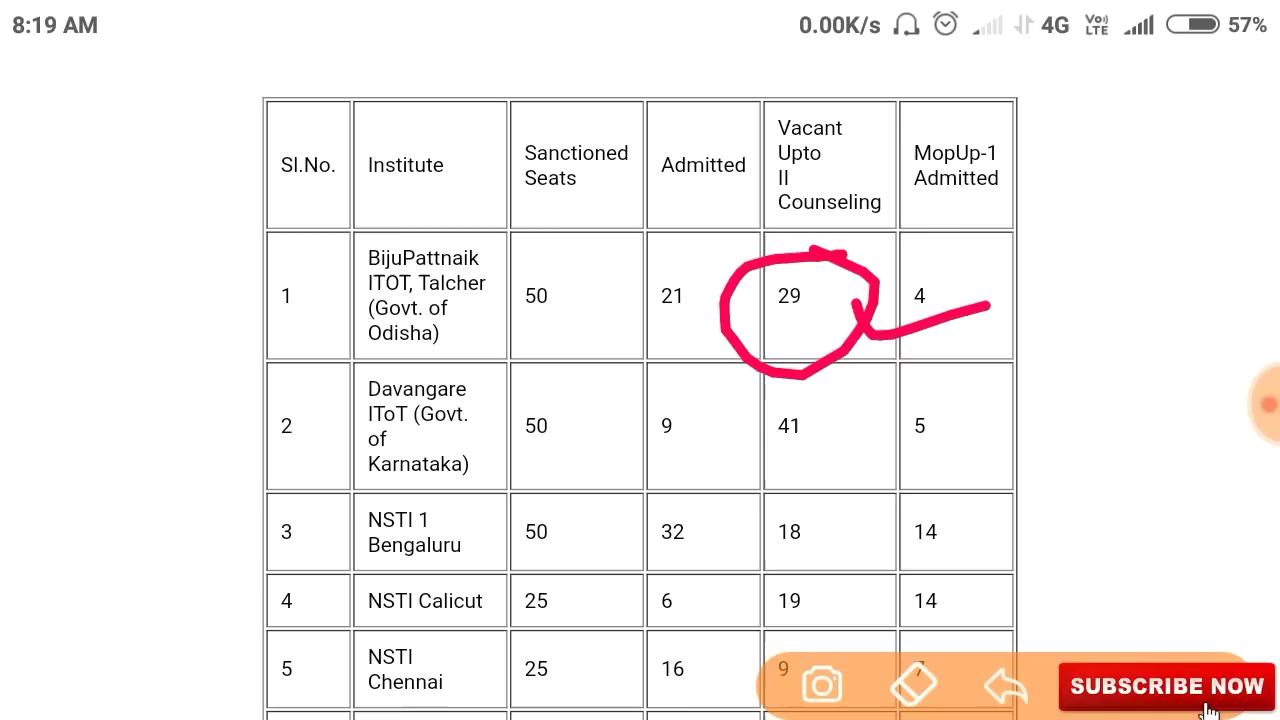 8:19 AM 0.00K/s 4G Vo) LTE 57%
Sl.No. Institute Sanctioned Seats Admitted Vacant Upto II Counseling MopUp-1 Admitted
1 BijuPattnaik ITOT, Talcher (Govt. of Odisha) 50 21 29 4
2 Davangare IToT (Govt. of Karnataka) 50 9 41 5
3 NSTI 1 Bengaluru 50 32 18 14
4 NSTI Calicut 25 6 19 14
5 NSTI Chennai 25 16 9 7
SUBSCRIBE NOW